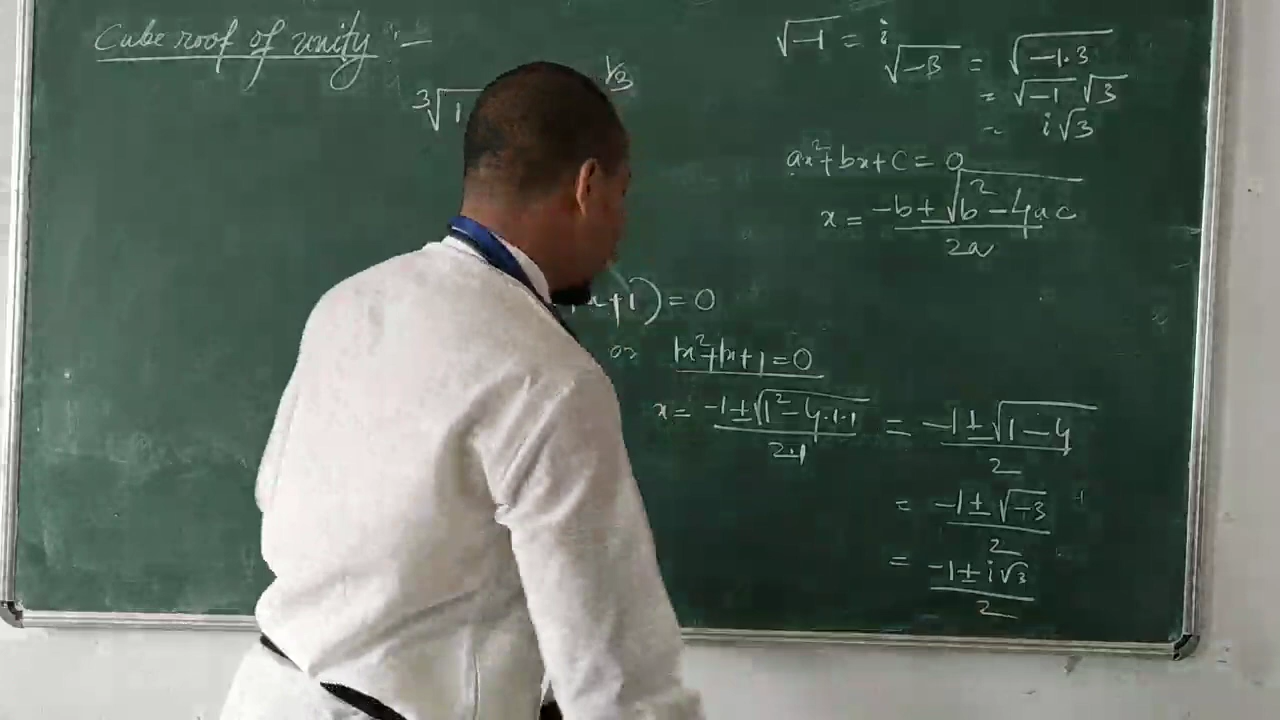 Cube roof of unity :-
∛1
1/3
+x+1) = 0
or x²+x+1=0
x = (-1±√(1²-4·1·1))/(2·1) = (-1±√(1-4))/2
= (-1±√-3)/2
= (-1±i√3)/2
√-1 = i
√-3 = √(-1·3)
= √-1 √3
= i√3
ax²+bx+c=0
x = (-b±√(b²-4ac))/(2a)